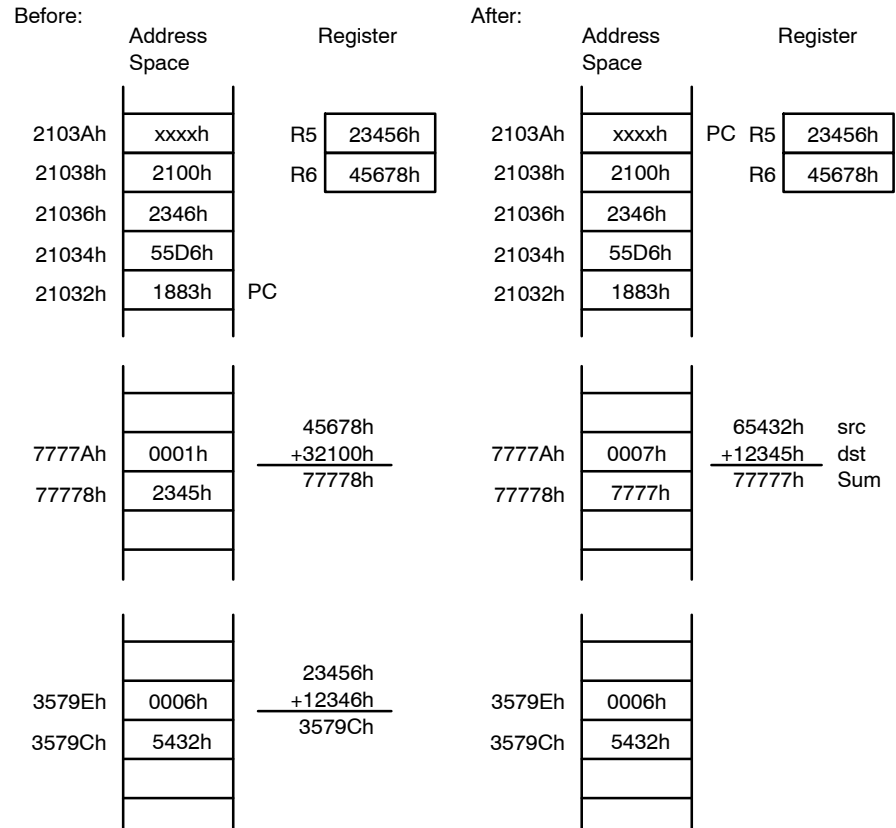 Before:
After:
Address Space
Register
Address Space
Register
2103Ah xxxxh R5 23456h
2103Ah xxxxh PC R5 23456h
21038h 2100h R6 45678h
21038h 2100h R6 45678h
21036h 2346h
21036h 2346h
21034h 55D6h
21034h 55D6h
21032h 1883h PC
21032h 1883h
45678h
65432h src
7777Ah 0001h +32100h
7777Ah 0007h +12345h dst
77778h 2345h 77778h
77778h 7777h 77777h Sum
23456h
3579Eh 0006h +12346h
3579Eh 0006h
3579Ch 5432h 3579Ch
3579Ch 5432h